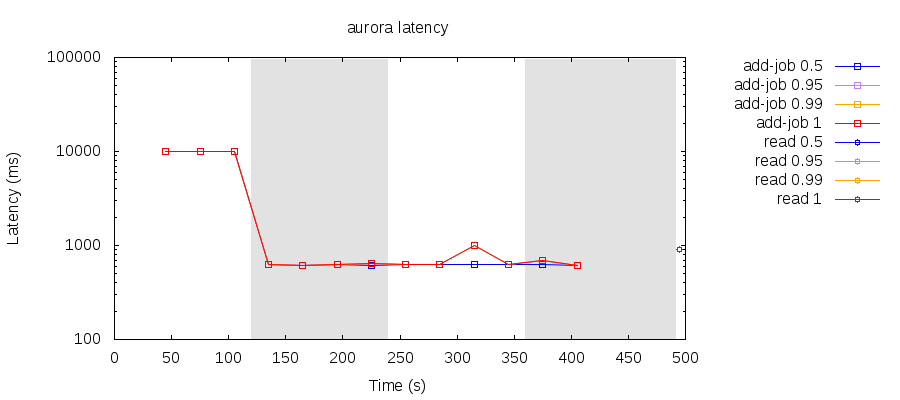 aurora latency
100000
10000
1000
100
Latency (ms)
0 50 100 150 200 250 300 350 400 450 500
Time (s)
add-job 0.5
add-job 0.95
add-job 0.99
add-job 1
read 0.5
read 0.95
read 0.99
read 1